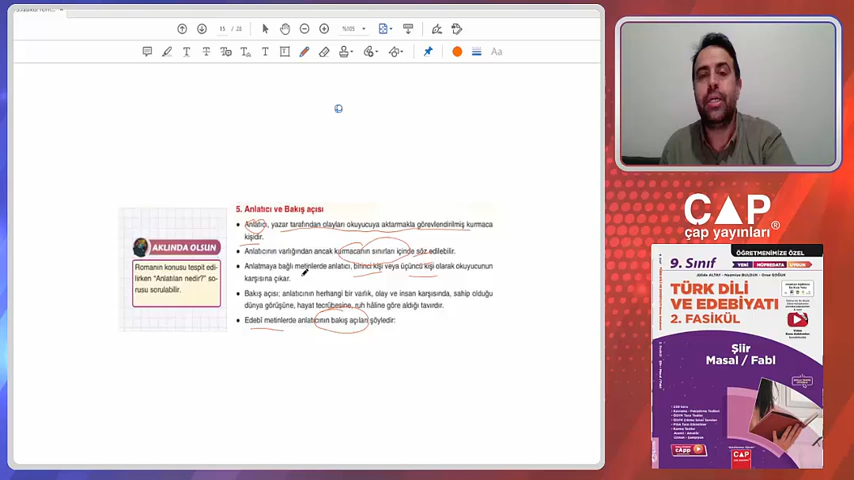 15 / 28
%105
Aa
5. Anlatıcı ve Bakış açısı
• Anlatıcı, yazar tarafından olayları okuyucuya aktarmakla görevlendirilmiş kurmaca
kişidir.
• Anlatıcının varlığından ancak kurmacanın sınırları içinde söz edilebilir.
• Anlatmaya bağlı metinlerde anlatıcı, birinci kişi veya üçüncü kişi olarak okuyucunun
karşısına çıkar.
• Bakış açısı; anlatıcının herhangi bir varlık, olay ve insan karşısında, sahip olduğu
dünya görüşüne, hayat tecrübesine, ruh hâline göre aldığı tavırdır.
• Edebî metinlerde anlatıcının bakış açıları şöyledir:
AKLINDA OLSUN
Romanın konusu tespit edi-
lirken "Anlatılan nedir?" so-
rusu sorulabilir.
ÇAP
çap yayınları
ÖĞRETMENİMİZE ÖZEL
9. Sınıf
YENİ
UYGUN
TÜRK DİLİ
VE EDEBİYATI
2. FASİKÜL
Şiir
Masal / Fabl
ÇAP